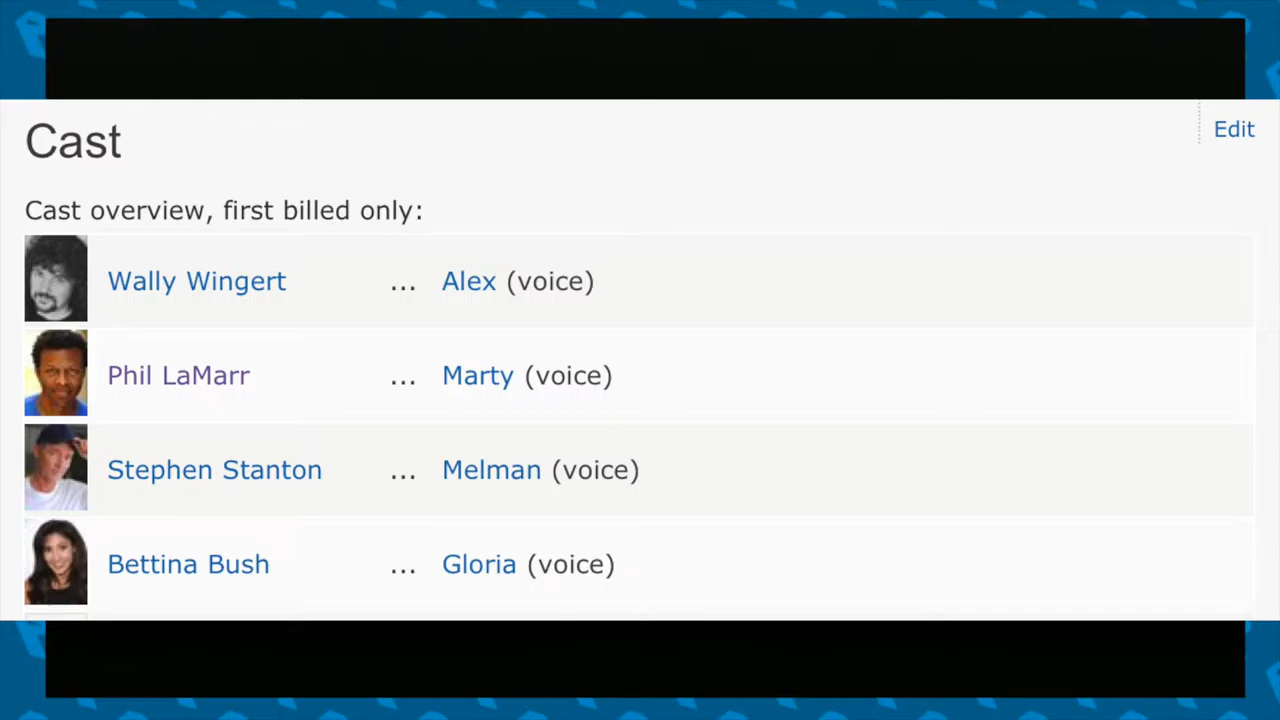 Cast
Edit
Cast overview, first billed only:
Wally Wingert ... Alex (voice)
Phil LaMarr ... Marty (voice)
Stephen Stanton ... Melman (voice)
Bettina Bush ... Gloria (voice)